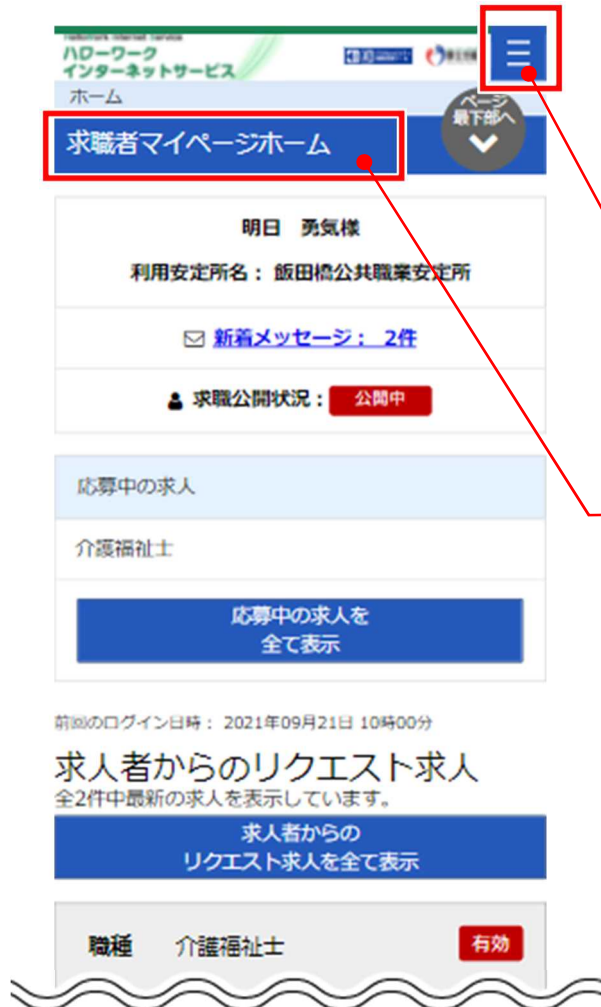 ハローワーク
インターネットサービス
ホーム
ページ
最下部へ
求職者マイページホーム
明日 勇気様
利用安定所名： 飯田橋公共職業安定所
新着メッセージ： 2件
求職公開状況： 公開中
応募中の求人
介護福祉士
応募中の求人を
全て表示
前回のログイン日時： 2021年09月21日 10時00分
求人者からのリクエスト求人
全2件中最新の求人を表示しています。
求人者からの
リクエスト求人を全て表示
職種 介護福祉士 有効